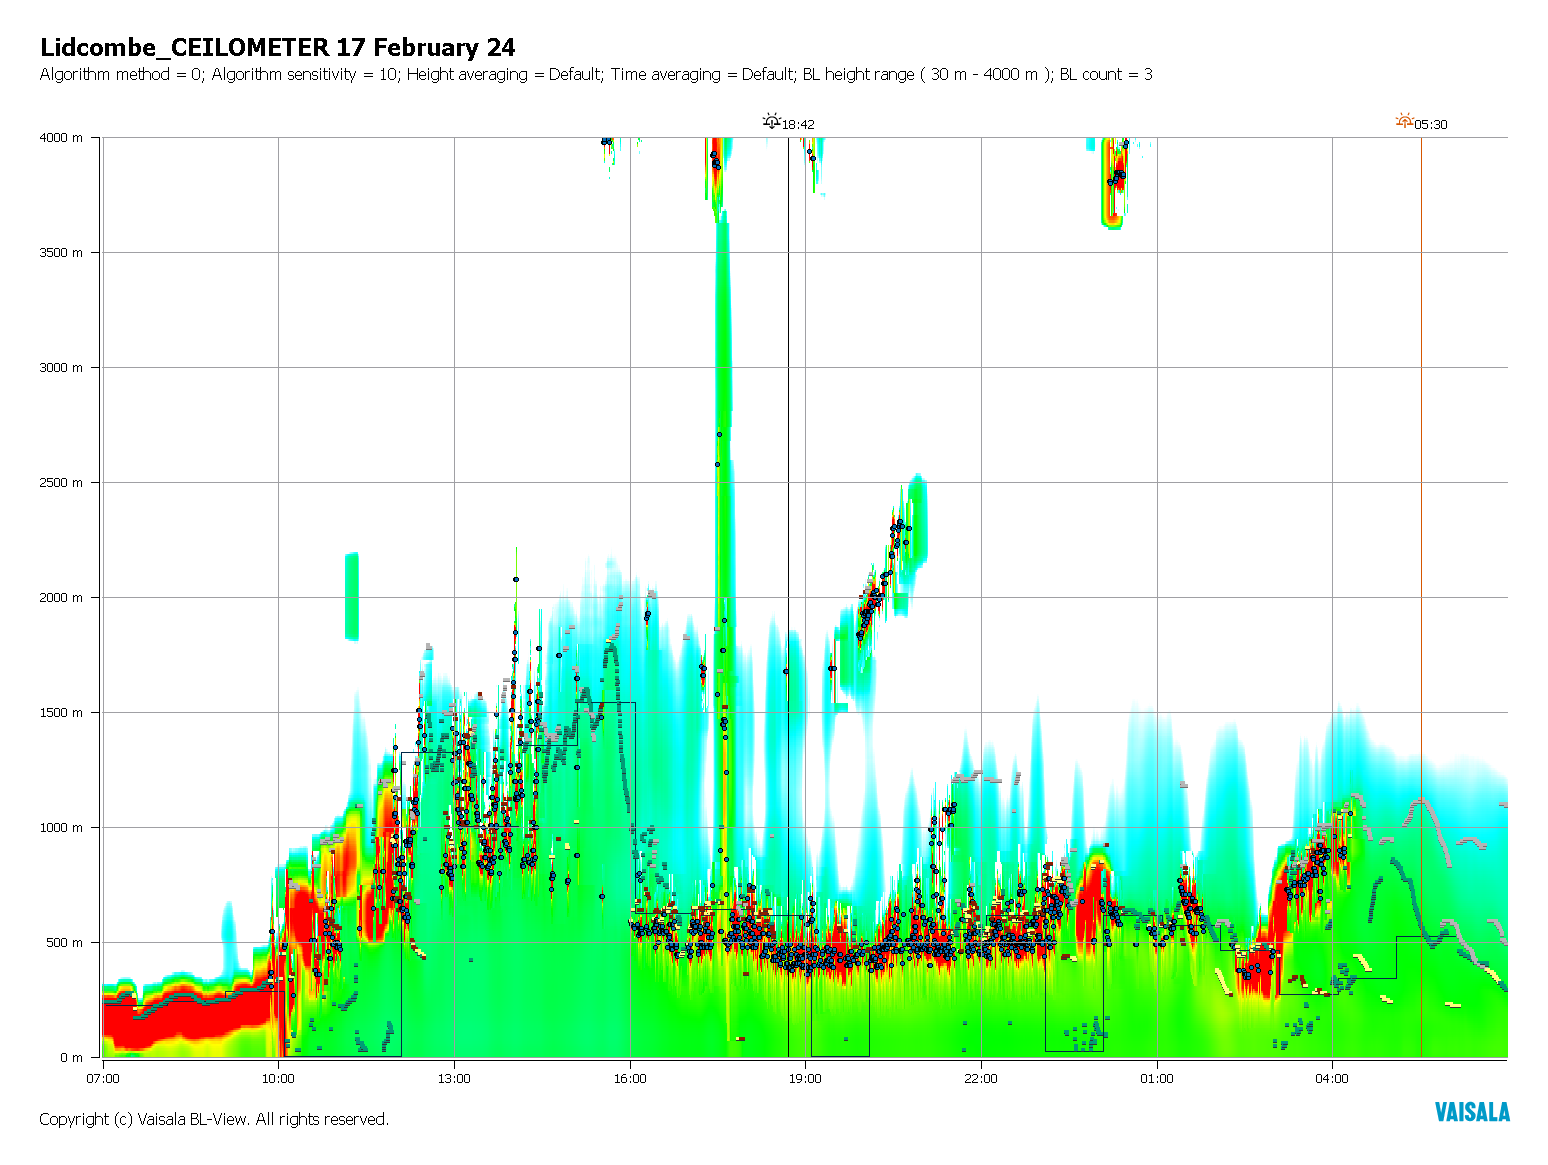 Lidcombe_CEILOMETER 17 February 24
Algorithm method = 0; Algorithm sensitivity = 10; Height averaging = Default; Time averaging = Default; BL height range ( 30 m - 4000 m ); BL count = 3
18:42
05:30
4000 m
3500 m
3000 m
2500 m
2000 m
1500 m
1000 m
500 m
0 m
07:00 10:00 13:00 16:00 19:00 22:00 01:00 04:00
Copyright (c) Vaisala BL-View. All rights reserved.
VAISALA